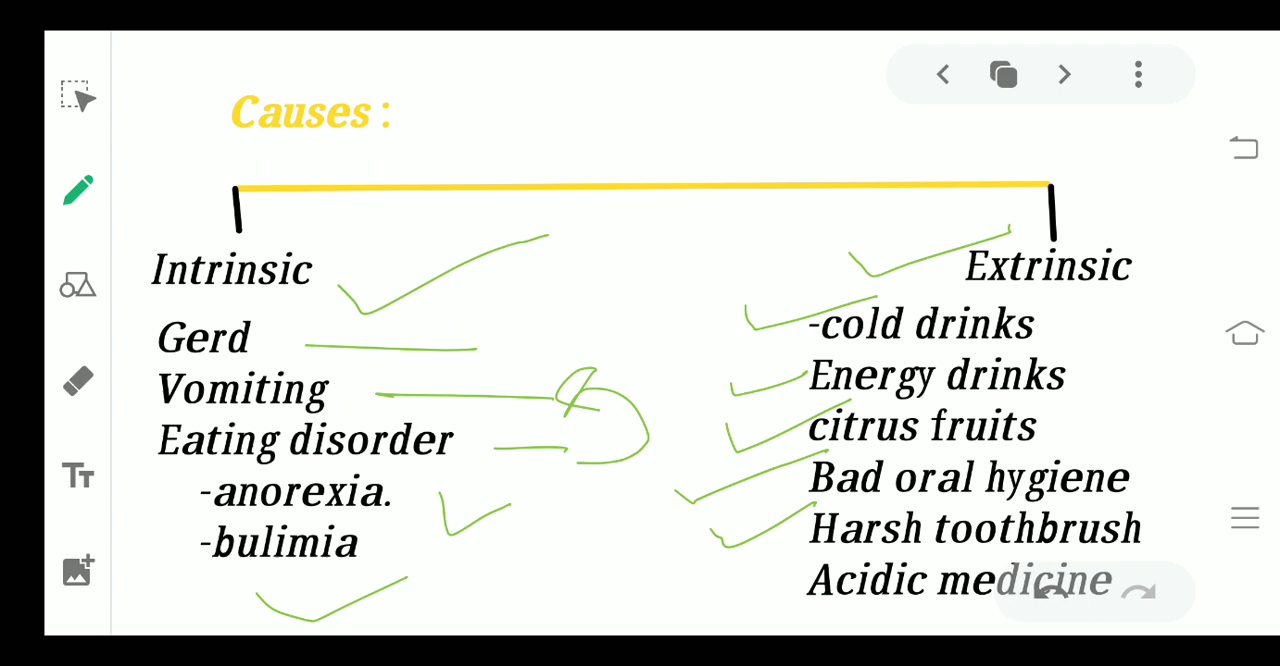 Causes :
Intrinsic
Gerd
Vomiting
Eating disorder
-anorexia.
-bulimia
Extrinsic
-cold drinks
Energy drinks
citrus fruits
Bad oral hygiene
Harsh toothbrush
Acidic medicine
TT